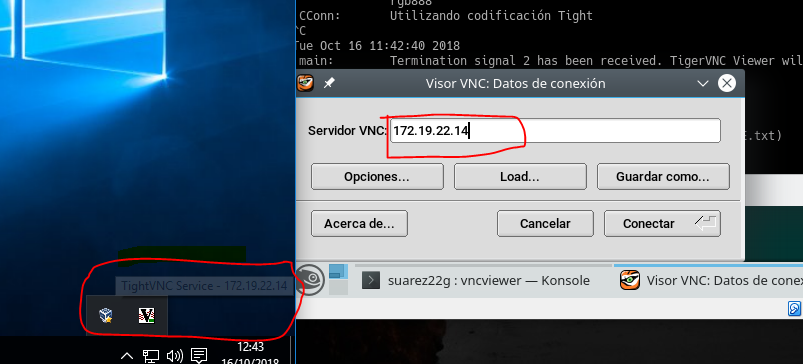 rgb888
CConn:       Utilizando codificación Tight
^C
Tue Oct 16 11:42:40 2018
main:        Termination signal 2 has been received. TigerVNC Viewer wil
Visor VNC: Datos de conexión
Servidor VNC: 172.19.22.14
E.txt)
Opciones... Load... Guardar como...
Acerca de... Cancelar Conectar
TightVNC Service - 172.19.22.14
suarez22g : vncviewer — Konsole
Visor VNC: Datos de conex
12:43
16/10/2018